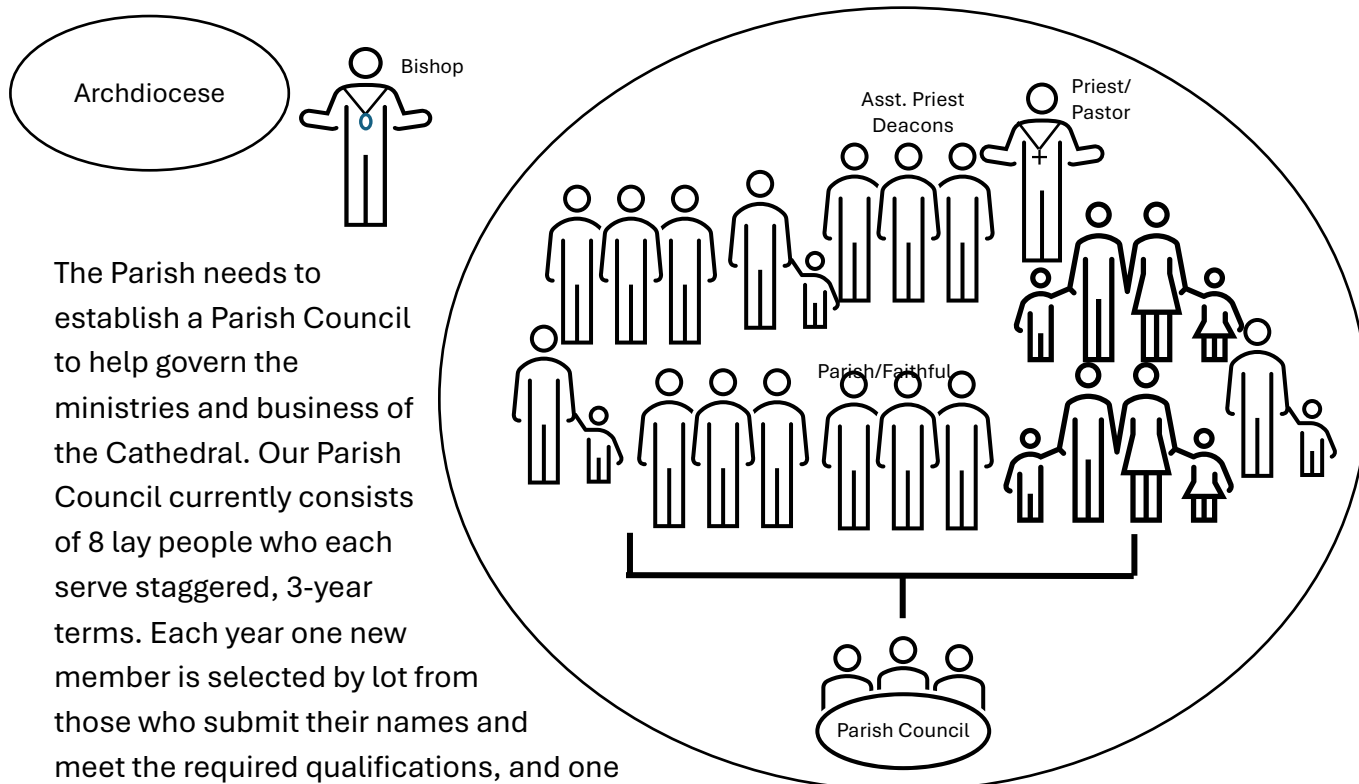 Archdiocese
Bishop
Priest/
Pastor
Asst. Priest
Deacons
The Parish needs to
establish a Parish Council
to help govern the
ministries and business of
the Cathedral. Our Parish
Council currently consists
of 8 lay people who each
serve staggered, 3-year
terms. Each year one new
member is selected by lot from
those who submit their names and
meet the required qualifications, and one
Parish/Faithful
Parish Council